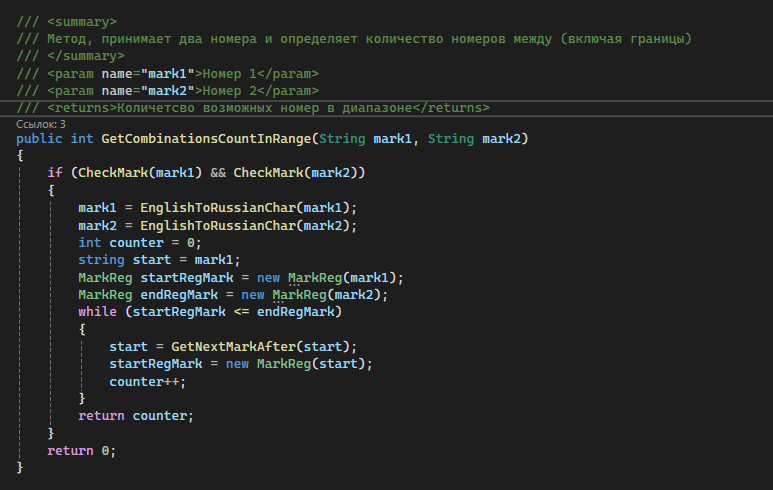 /// <summary>
/// Метод, принимает два номера и определяет количество номеров между (включая границы)
/// </summary>
/// <param name="mark1">Номер 1</param>
/// <param name="mark2">Номер 2</param>
/// <returns>Количетсво возможных номер в диапазоне</returns>
Ссылок: 3
public int GetCombinationsCountInRange(String mark1, String mark2)
{
    if (CheckMark(mark1) && CheckMark(mark2))
    {
        mark1 = EnglishToRussianChar(mark1);
        mark2 = EnglishToRussianChar(mark2);
        int counter = 0;
        string start = mark1;
        MarkReg startRegMark = new MarkReg(mark1);
        MarkReg endRegMark = new MarkReg(mark2);
        while (startRegMark <= endRegMark)
        {
            start = GetNextMarkAfter(start);
            startRegMark = new MarkReg(start);
            counter++;
        }
        return counter;
    }
    return 0;
}